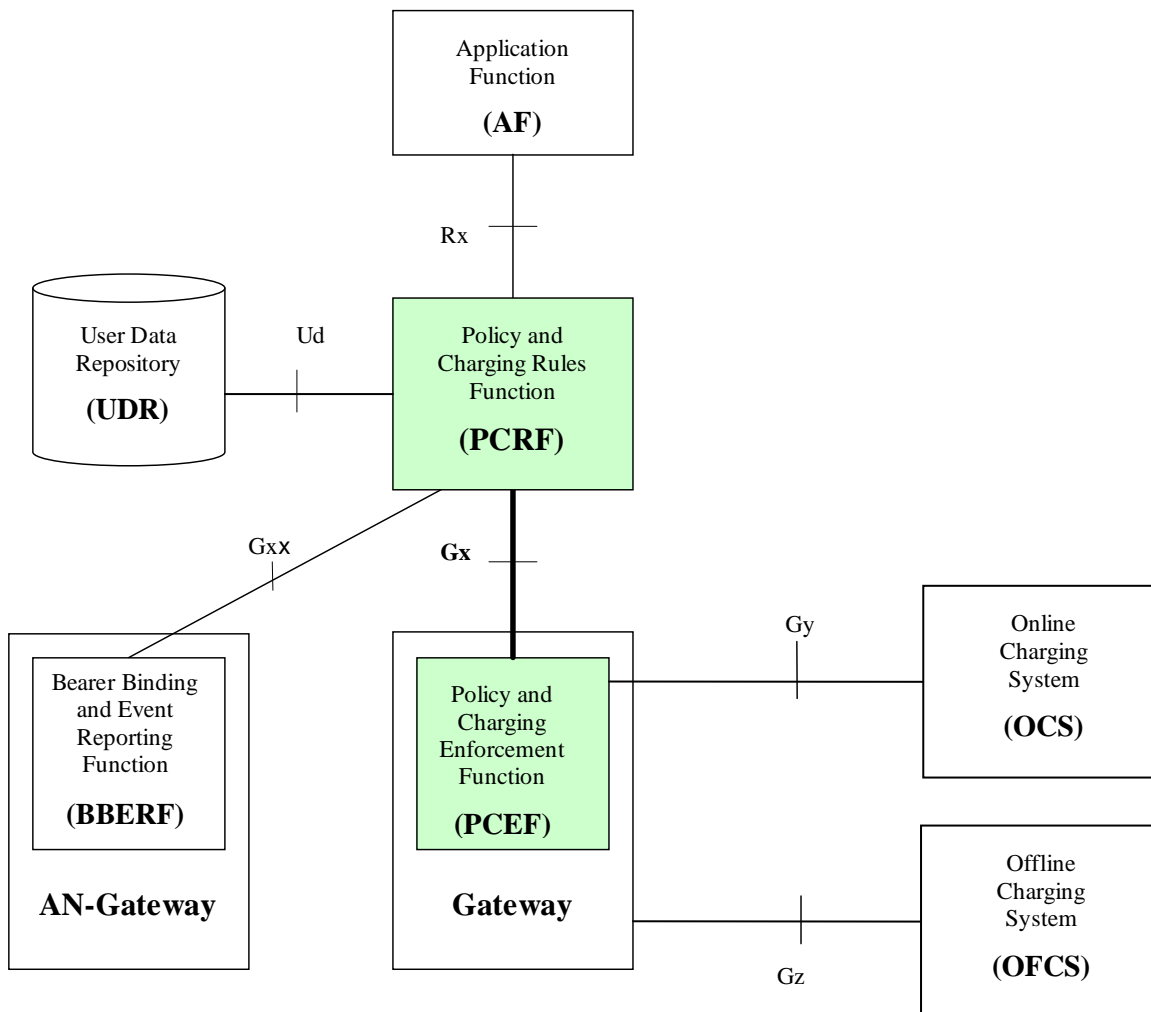 Application
Function
(AF)
Rx
User Data
Repository
(UDR)
Ud
Policy and
Charging Rules
Function
(PCRF)
Gxx
Gx
Bearer Binding
and Event
Reporting
Function
(BBERF)
AN-Gateway
Policy and
Charging
Enforcement
Function
(PCEF)
Gateway
Gy
Online
Charging
System
(OCS)
Gz
Offline
Charging
System
(OFCS)